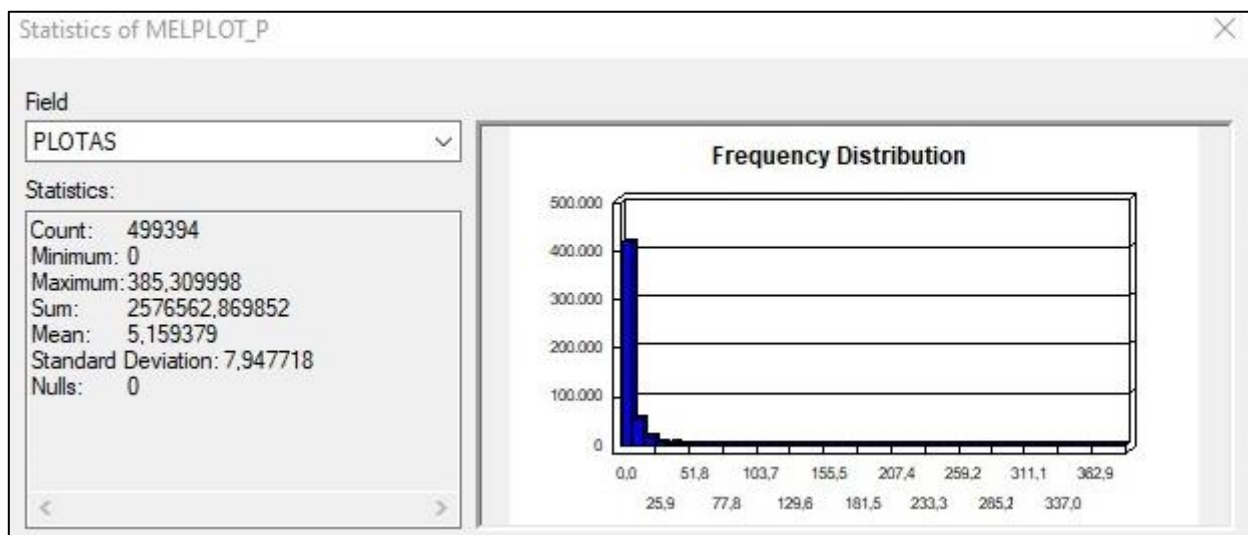 Statistics of MELPLOT_P
Field
PLOTAS
Statistics:
Count: 499394
Minimum: 0
Maximum: 385,309998
Sum: 2576562,869852
Mean: 5,159379
Standard Deviation: 7,947718
Nulls: 0
Frequency Distribution
500.000
400.000
300.000
200.000
100.000
0
0,0 51,8 103,7 155,5 207,4 259,2 311,1 362,9
25,9 77,8 129,6 181,5 233,3 285,2 337,0